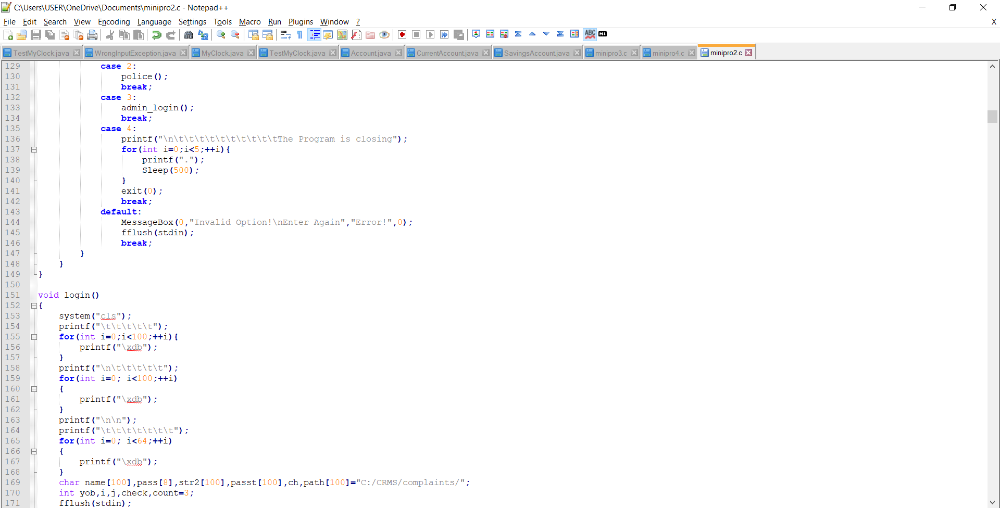 C:\Users\USER\OneDrive\Documents\minipro2.c - Notepad++
File Edit Search View Encoding Language Settings Tools Macro Run Plugins Window ? X
TestMyClock.java WrongInputException.java MyClock.java TestMyClock.java Account.java CurrentAccount.java SavingsAccount.java minipro3.c minipro4.c minipro2.c
129 case 2:
130 police();
131 break;
132 case 3:
133 admin_login();
134 break;
135 case 4:
136 printf("\n\t\t\t\t\t\t\t\t\t\tThe Program is closing");
137 for(int i=0;i<5;++i){
138 printf(".");
139 Sleep(500);
140 }
141 exit(0);
142 break;
143 default:
144 MessageBox(0,"Invalid Option!\nEnter Again","Error!",0);
145 fflush(stdin);
146 break;
147 }
148 }
149 }
150
151 void login()
152 {
153 system("cls");
154 printf("\t\t\t\t\t");
155 for(int i=0;i<100;++i){
156 printf("\xdb");
157 }
158 printf("\n\t\t\t\t\t");
159 for(int i=0; i<100;++i)
160 {
161 printf("\xdb");
162 }
163 printf("\n\n");
164 printf("\t\t\t\t\t\t\t");
165 for(int i=0; i<64;++i)
166 {
167 printf("\xdb");
168 }
169 char name[100],pass[8],str2[100],passt[100],ch,path[100]="C:/CRMS/complaints/";
170 int yob,i,j,check,count=3;
171 fflush(stdin);